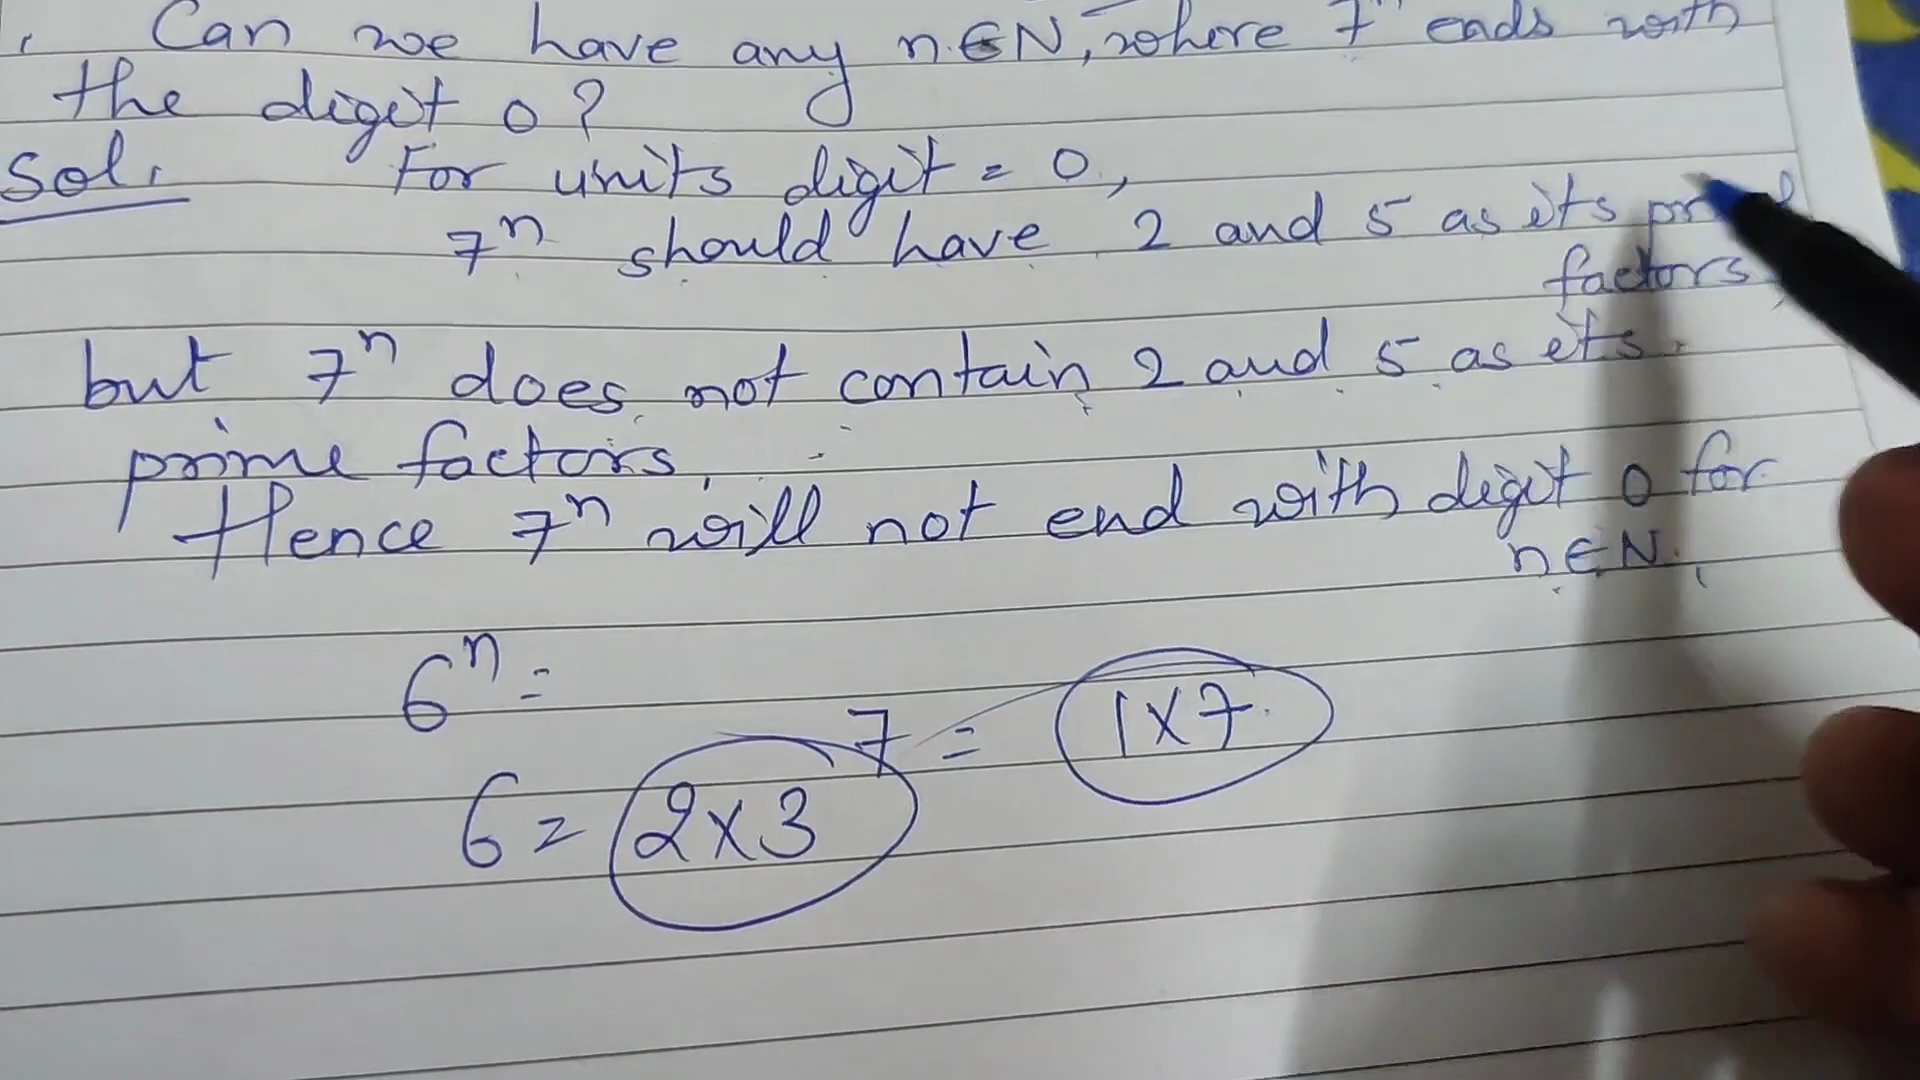 Can we have any n∈N, where 7ⁿ ends with
the digit 0?
Sol. For units digit = 0,
7ⁿ should have 2 and 5 as its
factors,
but 7ⁿ does not contain 2 and 5 as its
prime factors.
Hence 7ⁿ will not end with digit 0 for
n∈N.
6ⁿ =
7 = 1×7
6 = 2×3